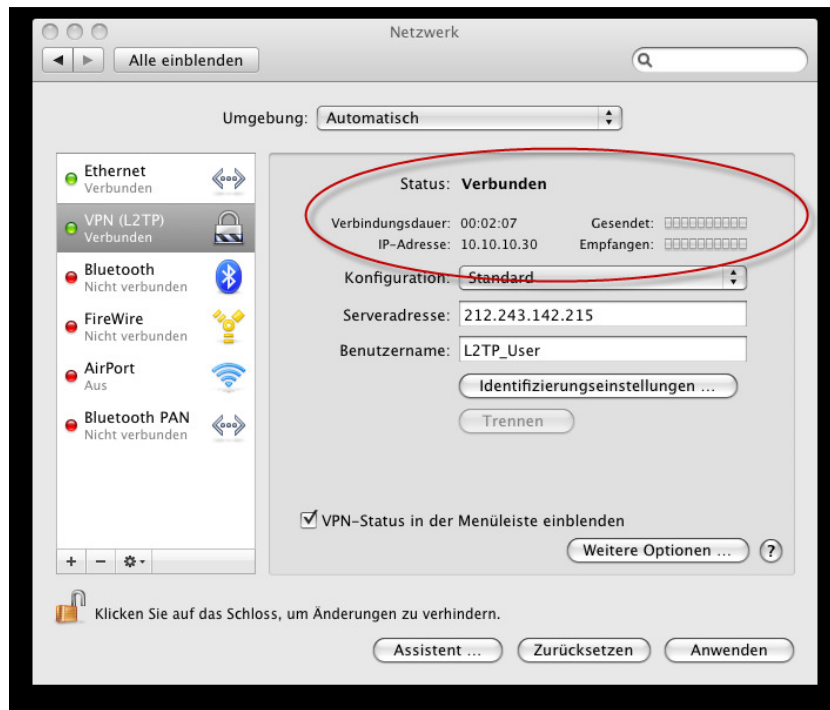 Netzwerk
Alle einblenden
Umgebung: Automatisch
Ethernet
Verbunden
VPN (L2TP)
Verbunden
Bluetooth
Nicht verbunden
FireWire
Nicht verbunden
AirPort
Aus
Bluetooth PAN
Nicht verbunden
Status: Verbunden
Verbindungsdauer: 00:02:07 Gesendet:
IP-Adresse: 10.10.10.30 Empfangen:
Konfiguration: Standard
Serveradresse: 212.243.142.215
Benutzername: L2TP_User
Identifizierungseinstellungen ...
Trennen
VPN-Status in der Menüleiste einblenden
Weitere Optionen ... ?
+ −
Klicken Sie auf das Schloss, um Änderungen zu verhindern.
Assistent ... Zurücksetzen Anwenden